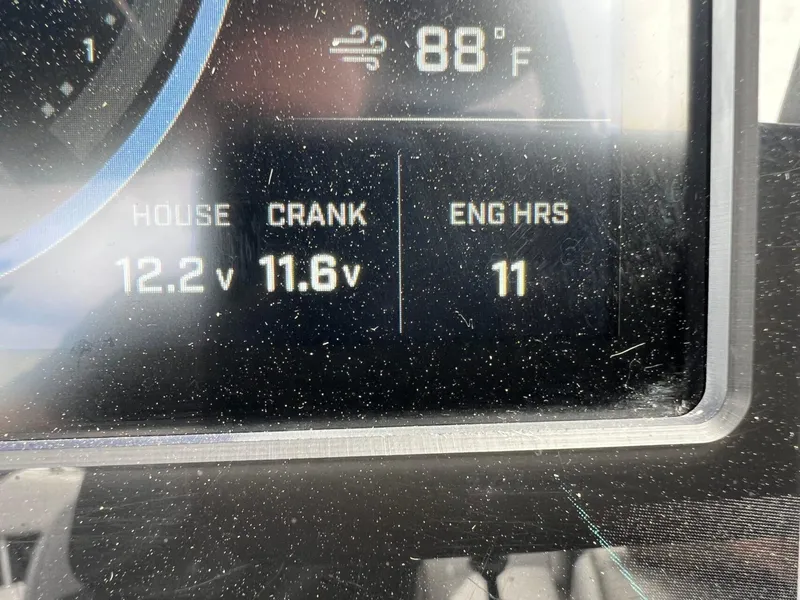 1
88°F
HOUSE CRANK ENG HRS
12.2 V 11.6 V 11